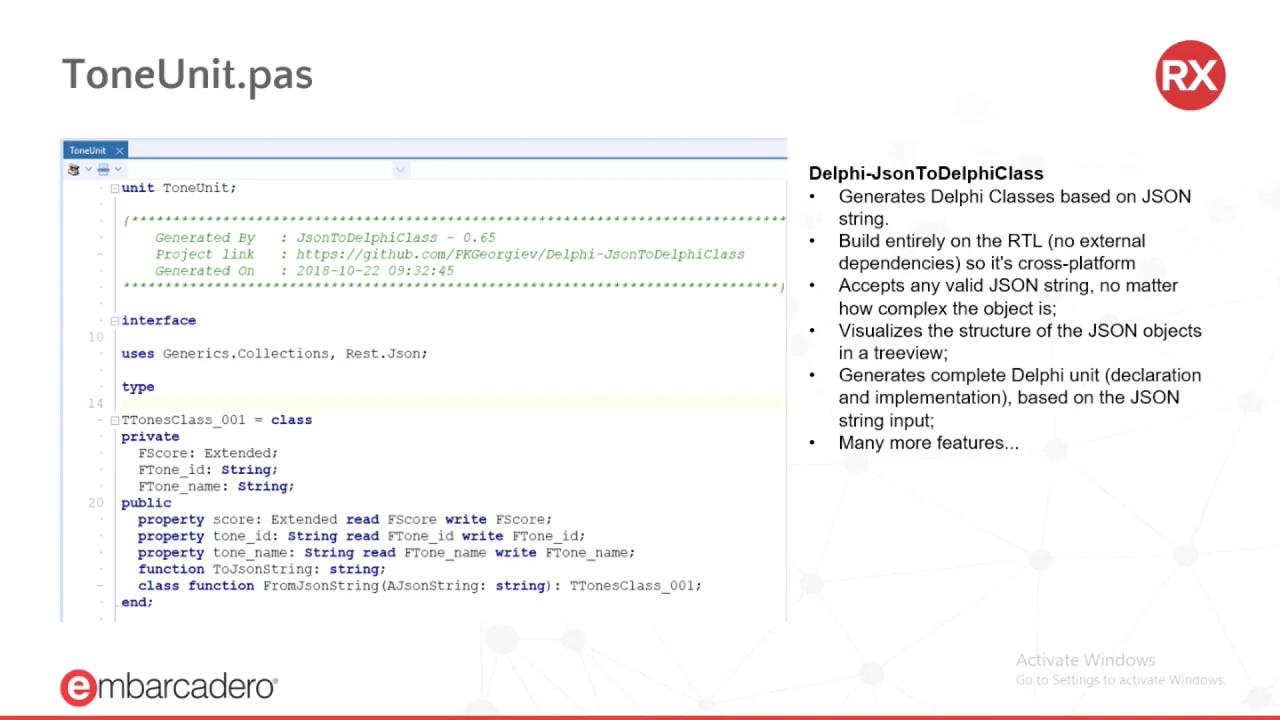 ToneUnit.pas
RX
ToneUnit
unit ToneUnit;
{*******************************************************************************
Generated By : JsonToDelphiClass - 0.65
Project link : https://github.com/PKGeorgiev/Delphi-JsonToDelphiClass
Generated On : 2018-10-22 09:32:45
*******************************************************************************}
interface
10
uses Generics.Collections, Rest.Json;
type
14
TTonesClass_001 = class
private
FScore: Extended;
FTone_id: String;
FTone_name: String;
20 public
property score: Extended read FScore write FScore;
property tone_id: String read FTone_id write FTone_id;
property tone_name: String read FTone_name write FTone_name;
function ToJsonString: string;
class function FromJsonString(AJsonString: string): TTonesClass_001;
end;
Delphi-JsonToDelphiClass
• Generates Delphi Classes based on JSON
string.
• Build entirely on the RTL (no external
dependencies) so it's cross-platform
• Accepts any valid JSON string, no matter
how complex the object is;
• Visualizes the structure of the JSON objects
in a treeview;
• Generates complete Delphi unit (declaration
and implementation), based on the JSON
string input;
• Many more features...
Activate Windows
Go to Settings to activate Windows.
embarcadero®